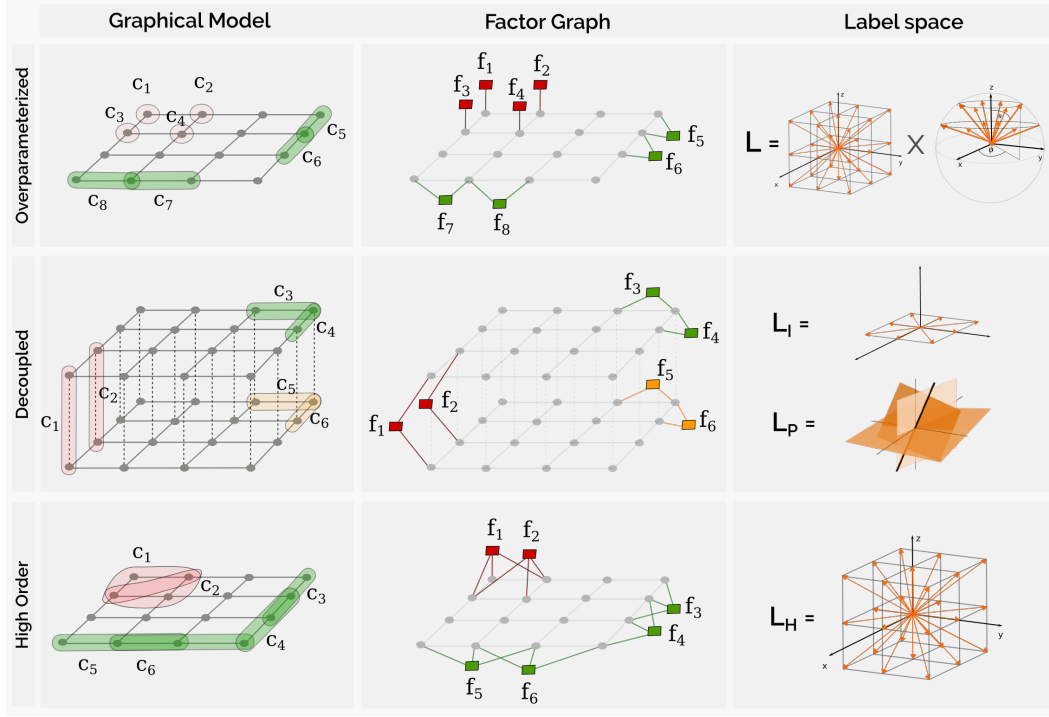 Graphical Model
Factor Graph
Label space
Overparameterized
c1
c2
c3
c4
c5
c6
c8
c7
f1
f2
f3
f4
f5
f6
f7
f8
L =
z
y
x
X
z
θ
y
x
ϕ
Decoupled
c3
c4
c1
c2
c5
c6
f3
f4
f5
f1
f2
f6
LI =
LP =
High Order
c1
c2
c3
c4
c5
c6
f1
f2
f3
f4
f5
f6
LH =
z
y
x